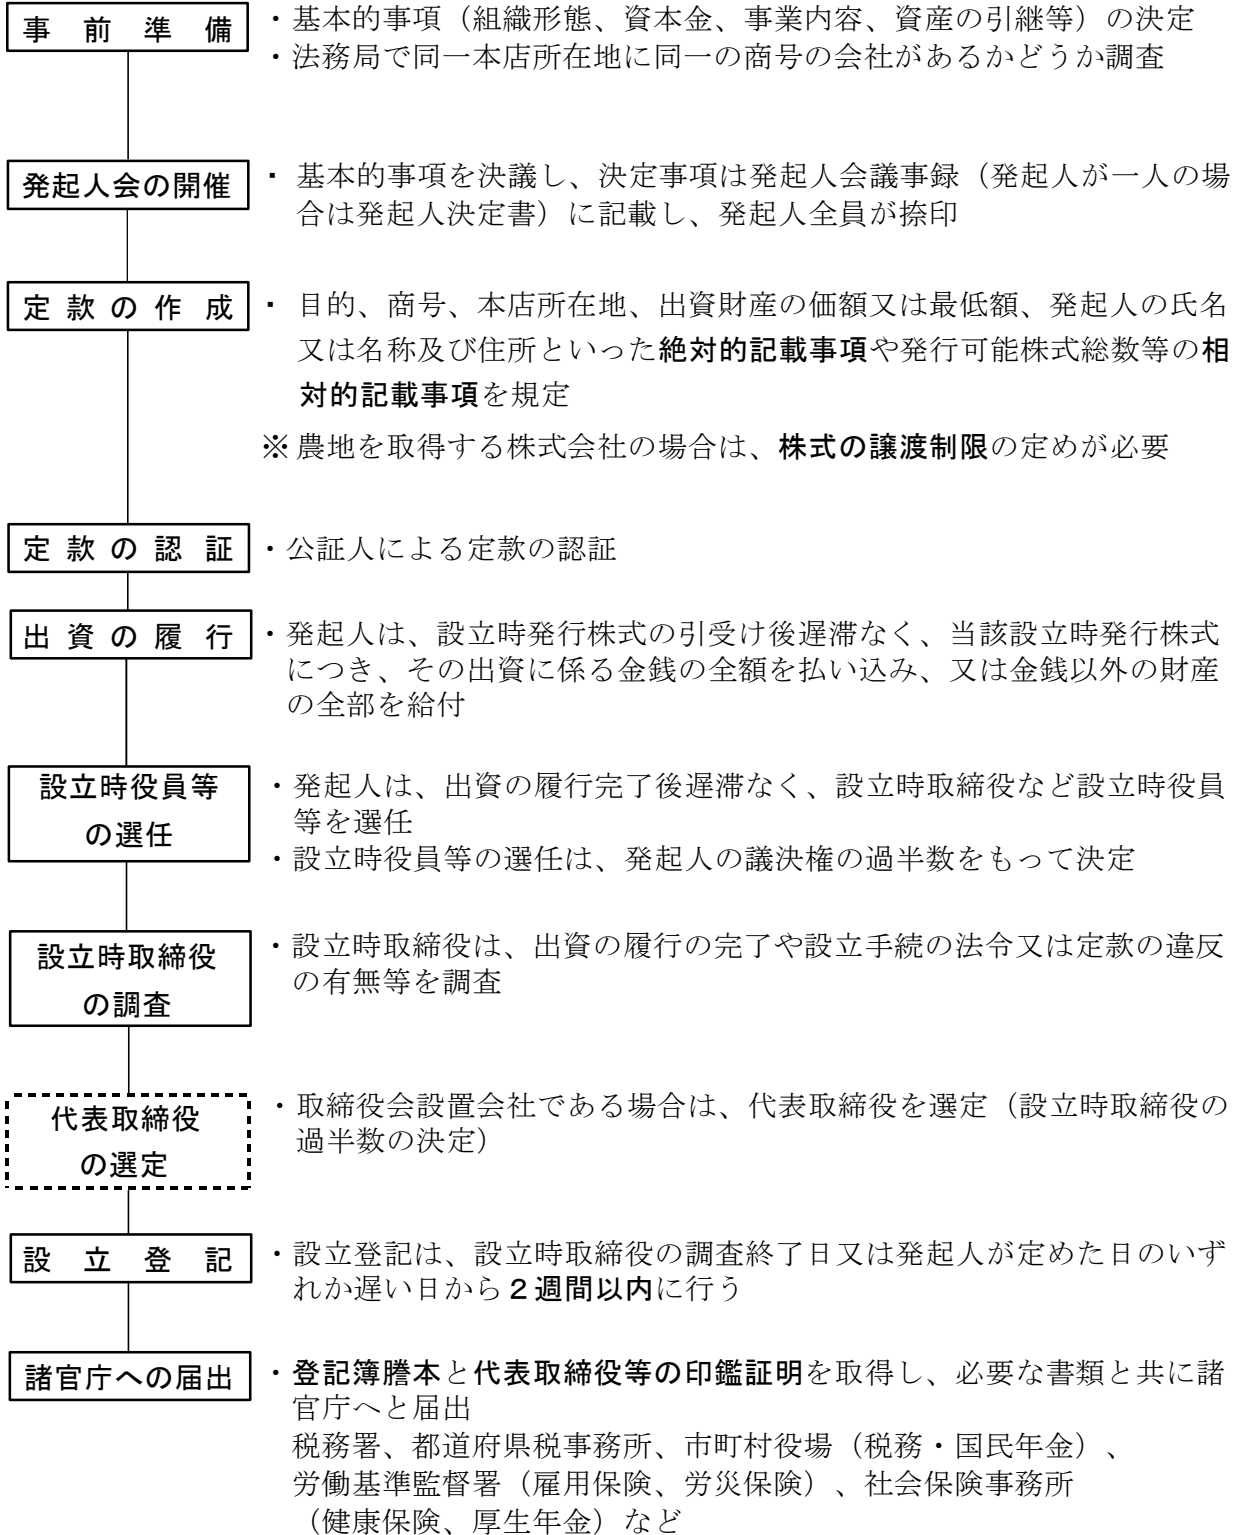 事前準備
・基本的事項（組織形態、資本金、事業内容、資産の引継等）の決定
・法務局で同一本店所在地に同一の商号の会社があるかどうか調査
発起人会の開催
・基本的事項を決議し、決定事項は発起人会議事録（発起人が一人の場
合は発起人決定書）に記載し、発起人全員が捺印
定款の作成
・目的、商号、本店所在地、出資財産の価額又は最低額、発起人の氏名
又は名称及び住所といった絶対的記載事項や発行可能株式総数等の相
対的記載事項を規定
※農地を取得する株式会社の場合は、株式の譲渡制限の定めが必要
定款の認証
・公証人による定款の認証
出資の履行
・発起人は、設立時発行株式の引受け後遅滞なく、当該設立時発行株式
につき、その出資に係る金銭の全額を払い込み、又は金銭以外の財産
の全部を給付
設立時役員等
の選任
・発起人は、出資の履行完了後遅滞なく、設立時取締役など設立時役員
等を選任
・設立時役員等の選任は、発起人の議決権の過半数をもって決定
設立時取締役
の調査
・設立時取締役は、出資の履行の完了や設立手続の法令又は定款の違反
の有無等を調査
代表取締役
の選定
・取締役会設置会社である場合は、代表取締役を選定（設立時取締役の
過半数の決定）
設立登記
・設立登記は、設立時取締役の調査終了日又は発起人が定めた日のいず
れか遅い日から２週間以内に行う
諸官庁への届出
・登記簿謄本と代表取締役等の印鑑証明を取得し、必要な書類と共に諸
官庁へと届出
税務署、都道府県税事務所、市町村役場（税務・国民年金）、
労働基準監督署（雇用保険、労災保険）、社会保険事務所
（健康保険、厚生年金）など